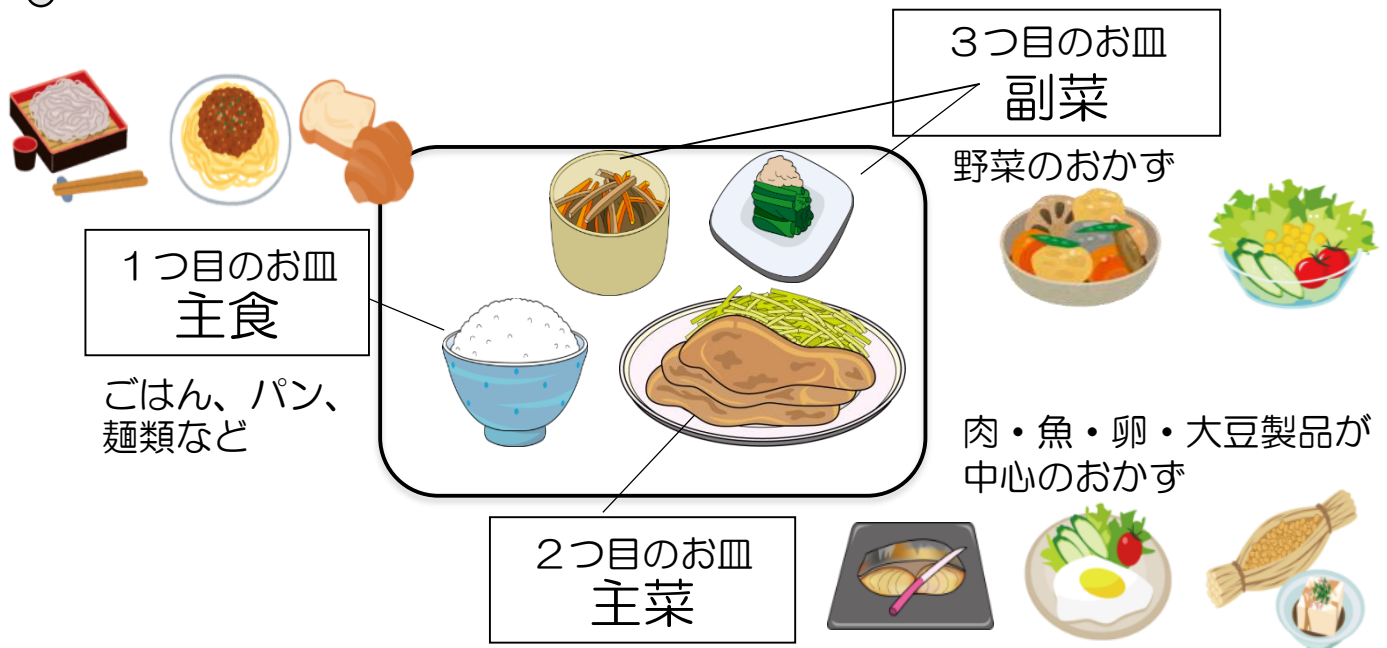 ３つ目のお皿
副菜
野菜のおかず
１つ目のお皿
主食
ごはん、パン、
麺類など
肉・魚・卵・大豆製品が
中心のおかず
２つ目のお皿
主菜